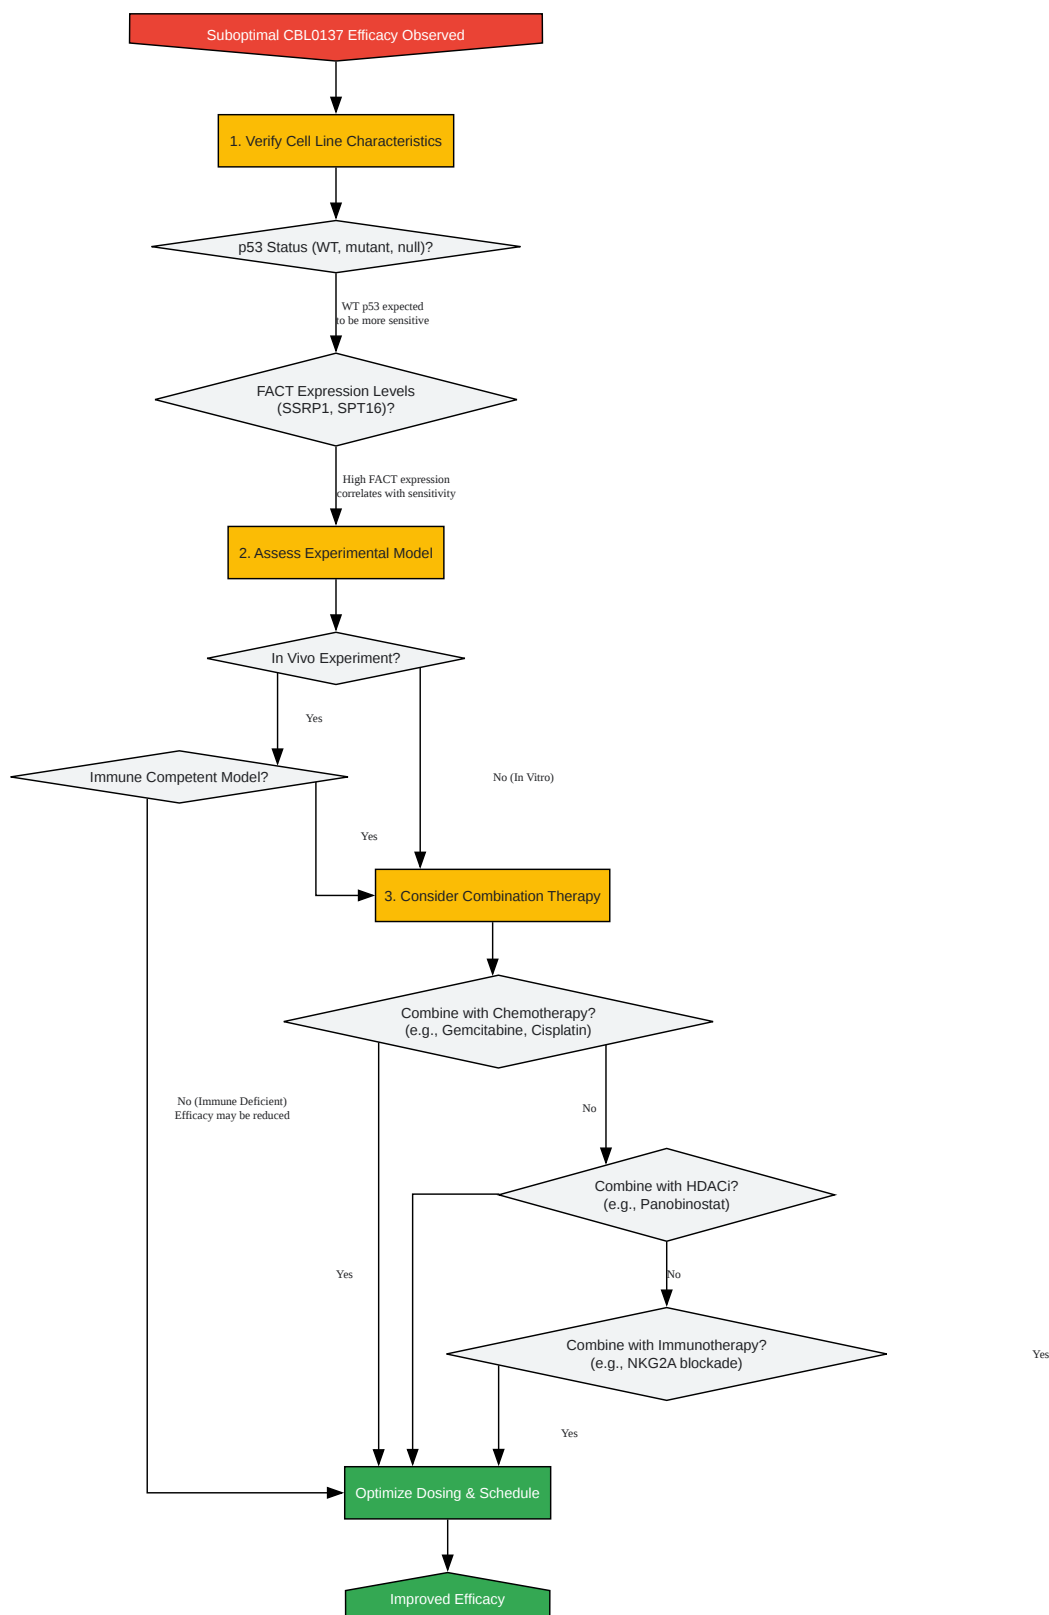 Suboptimal CBL0137 Efficacy Observed
1. Verify Cell Line Characteristics
p53 Status (WT, mutant, null)?
WT p53 expected
to be more sensitive
FACT Expression Levels
(SSRP1, SPT16)?
High FACT expression
correlates with sensitivity
2. Assess Experimental Model
In Vivo Experiment?
Yes
Immune Competent Model?
No (In Vitro)
Yes
3. Consider Combination Therapy
Combine with Chemotherapy?
(e.g., Gemcitabine, Cisplatin)
No (Immune Deficient)
Efficacy may be reduced
No
Combine with HDACi?
(e.g., Panobinostat)
Yes
No
Combine with Immunotherapy?
(e.g., NKG2A blockade)
Yes
Yes
Optimize Dosing & Schedule
Improved Efficacy